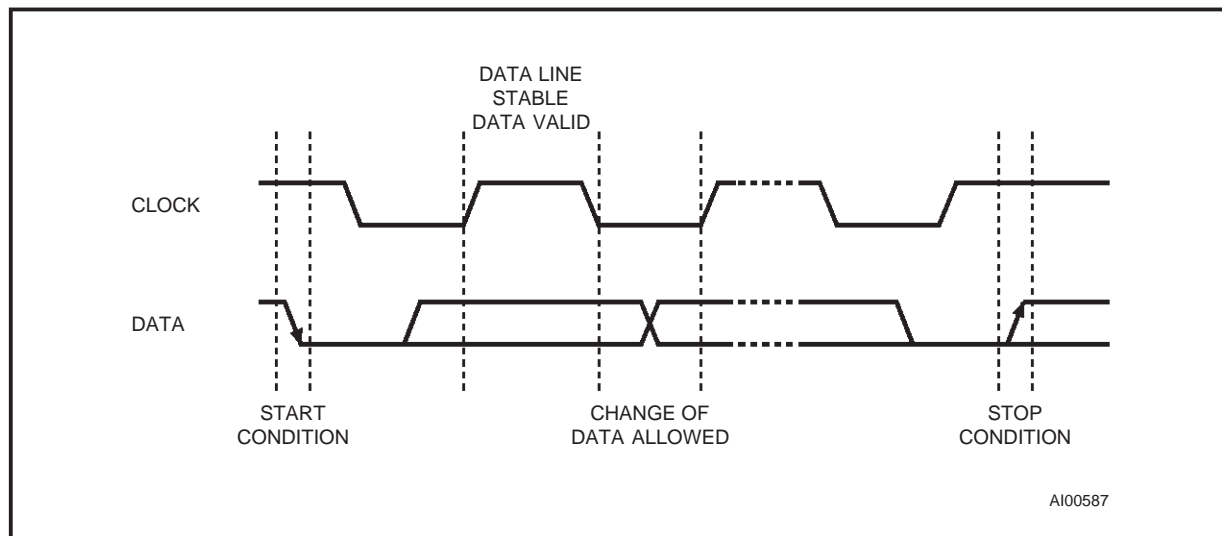 DATA LINE
STABLE
DATA VALID
CLOCK
DATA
START
CONDITION
CHANGE OF
DATA ALLOWED
STOP
CONDITION
AI00587